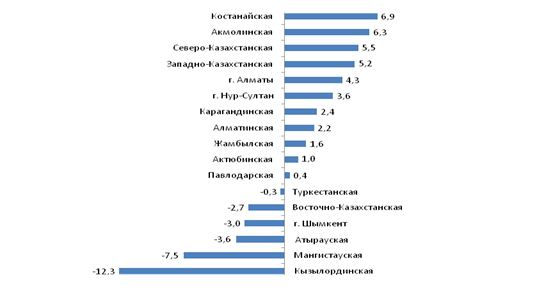 Костанайская 6,9
Акмолинская 6,3
Северо-Казахстанская 5,5
Западно-Казахстанская 5,2
г. Алматы 4,3
г. Нур-Султан 3,6
Карагандинская 2,4
Алматинская 2,2
Жамбылская 1,6
Актюбинская 1,0
Павлодарская 0,4
-0,3 Туркестанская
-2,7 Восточно-Казахстанская
-3,0 г. Шымкент
-3,6 Атырауская
-7,5 Мангистауская
-12,3 Кызылординская